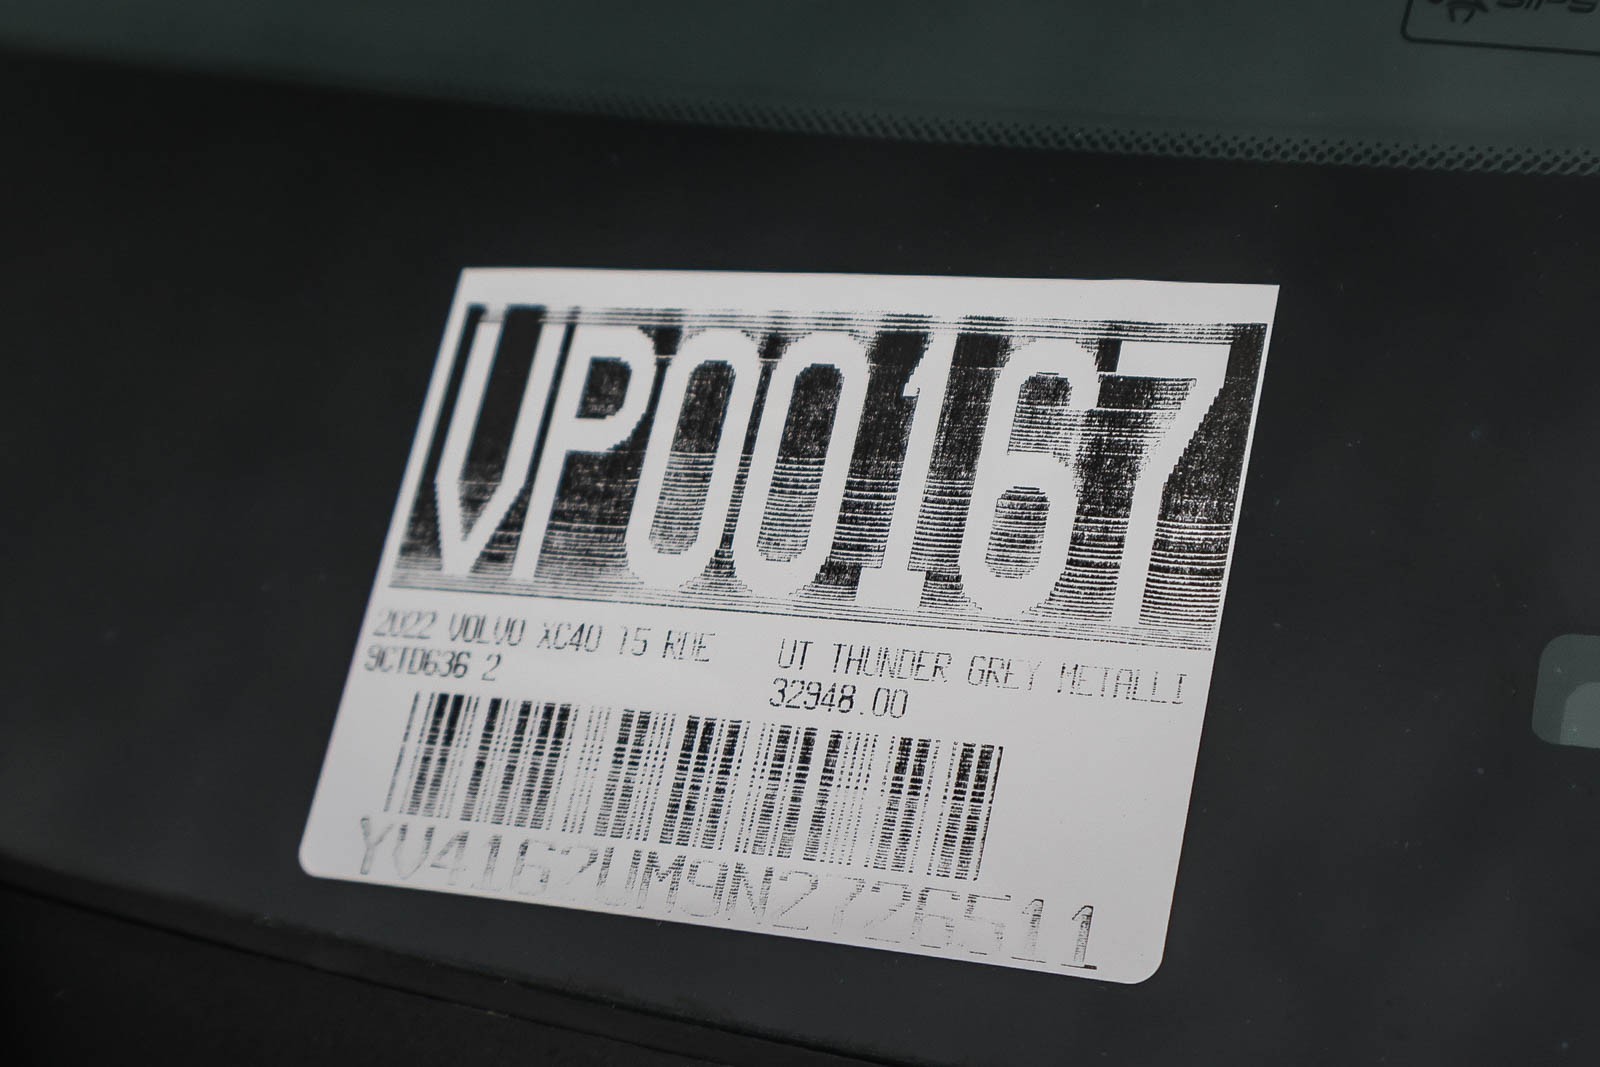 VP00167
2022 VOLVO XC40 T5 RDE
9CTD636 2
UT THUNDER GREY METALLI
32948.00
YV4162UM9N2726511